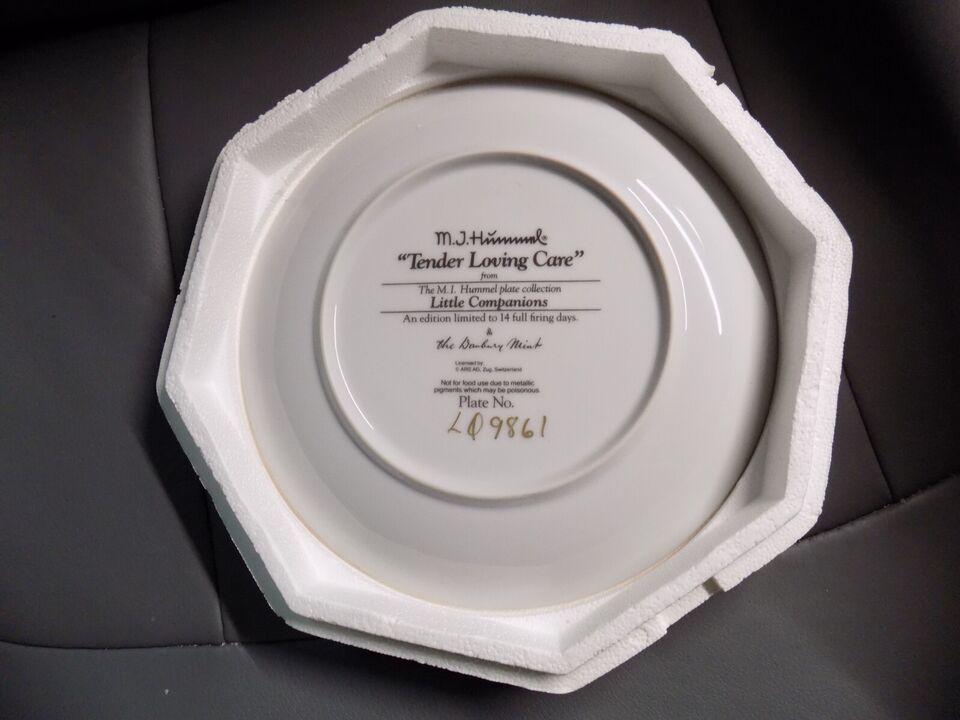 M.J.Hümmel®
“Tender Loving Care”
from
The M.I. Hummel plate collection
Little Companions
An edition limited to 14 full firing days.
&
the Danbury Mint
Licensed by
© ARS AG, Zug, Switzerland
Not for food use due to metallic
pigments which may be poisonous.
Plate No.
LQ9861